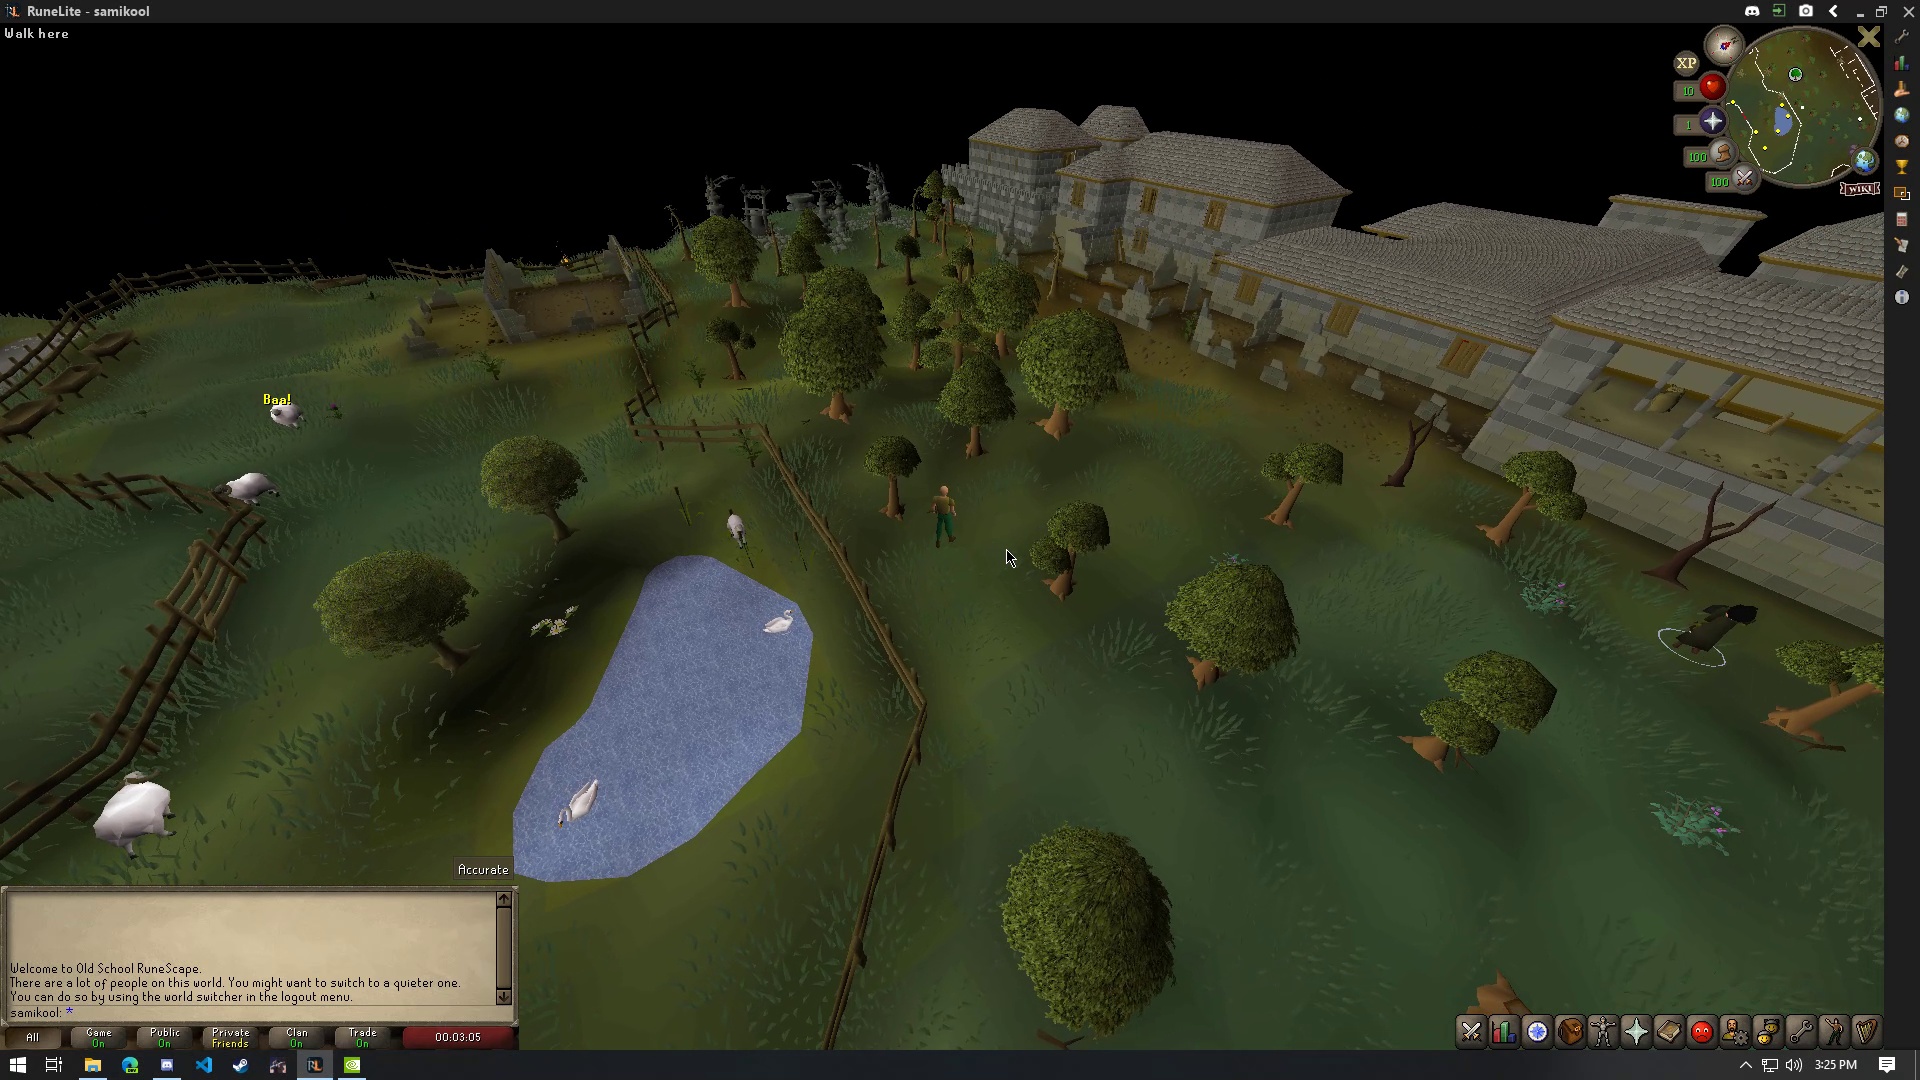 RuneLite - samikool
Walk here
XP
10
1
100
100
WIKI
Baa!
Accurate
Welcome to Old School RuneScape.
There are a lot of people on this world. You might want to switch to a quieter one.
You can do so by using the world switcher in the logout menu.
samikool: *
All
Game
On
Public
On
Private
Friends
Clan
On
Trade
On
00:03:05
3:25 PM